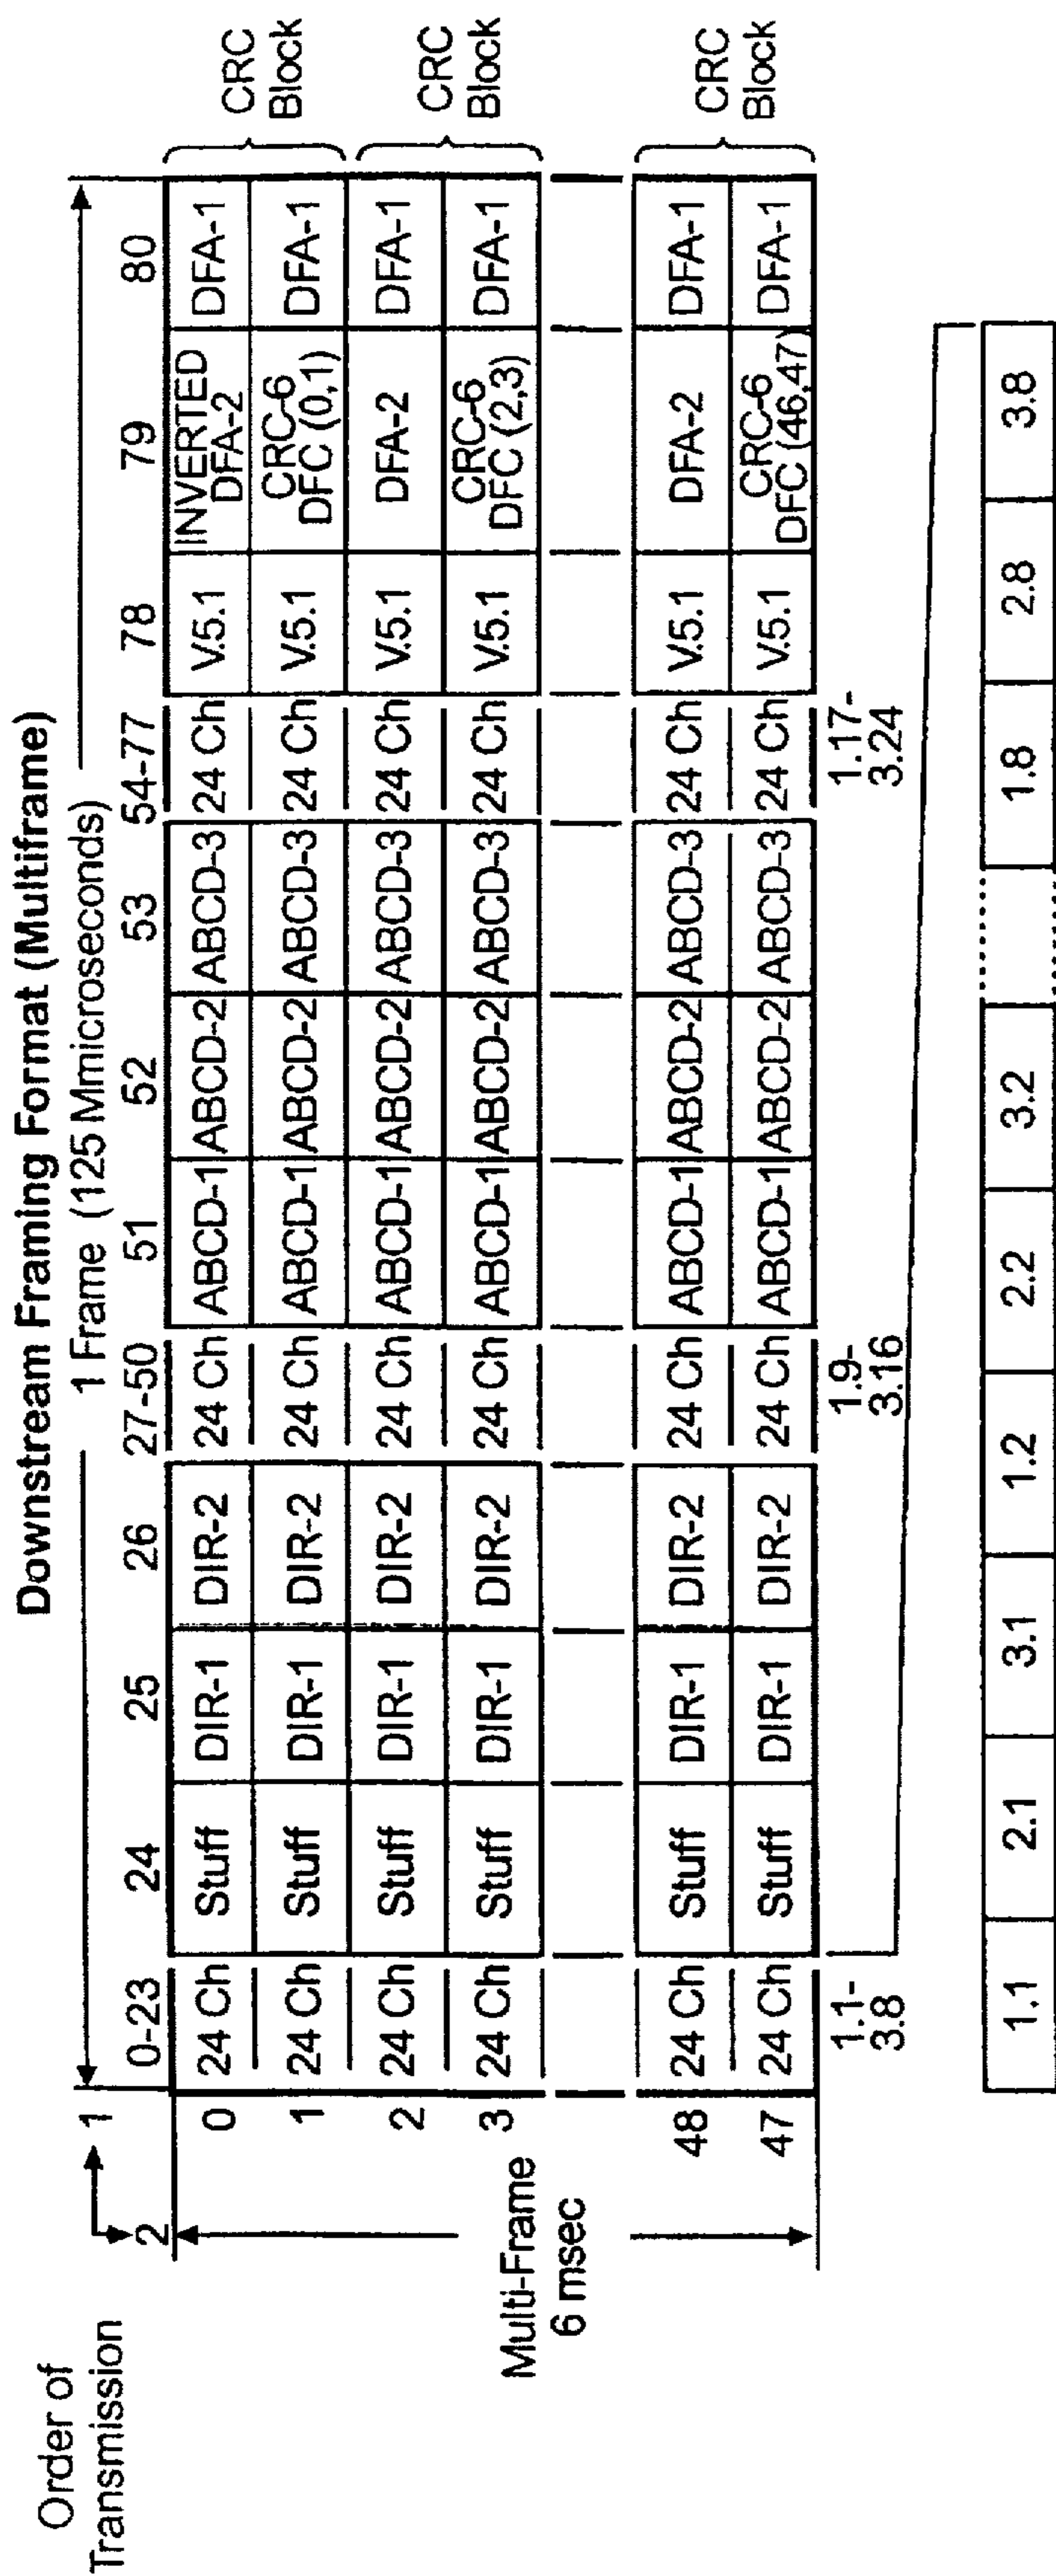 Downstream Framing Format (Multiframe)
1 Frame (125 Mmicroseconds)
Order of
Transmission
1
2
0-23 24 25 26 27-50 51 52 53 54-77 78 79 80
0 24 Ch Stuff DIR-1 DIR-2 24 Ch ABCD-1 ABCD-2 ABCD-3 24 Ch V.5.1 INVERTED DFA-2 DFA-1
1 24 Ch Stuff DIR-1 DIR-2 24 Ch ABCD-1 ABCD-2 ABCD-3 24 Ch V.5.1 CRC-6 DFC (0,1) DFA-1
CRC
Block
2 24 Ch Stuff DIR-1 DIR-2 24 Ch ABCD-1 ABCD-2 ABCD-3 24 Ch V.5.1 DFA-2 DFA-1
3 24 Ch Stuff DIR-1 DIR-2 24 Ch ABCD-1 ABCD-2 ABCD-3 24 Ch V.5.1 CRC-6 DFC (2,3) DFA-1
CRC
Block
Multi-Frame
6 msec
48 24 Ch Stuff DIR-1 DIR-2 24 Ch ABCD-1 ABCD-2 ABCD-3 24 Ch V.5.1 DFA-2 DFA-1
47 24 Ch Stuff DIR-1 DIR-2 24 Ch ABCD-1 ABCD-2 ABCD-3 24 Ch V.5.1 CRC-6 DFC (46,47) DFA-1
CRC
Block
1.1-
3.8
1.9-
3.16
1.17-
3.24
1.1 2.1 3.1 1.2 2.2 3.2 1.8 2.8 3.8